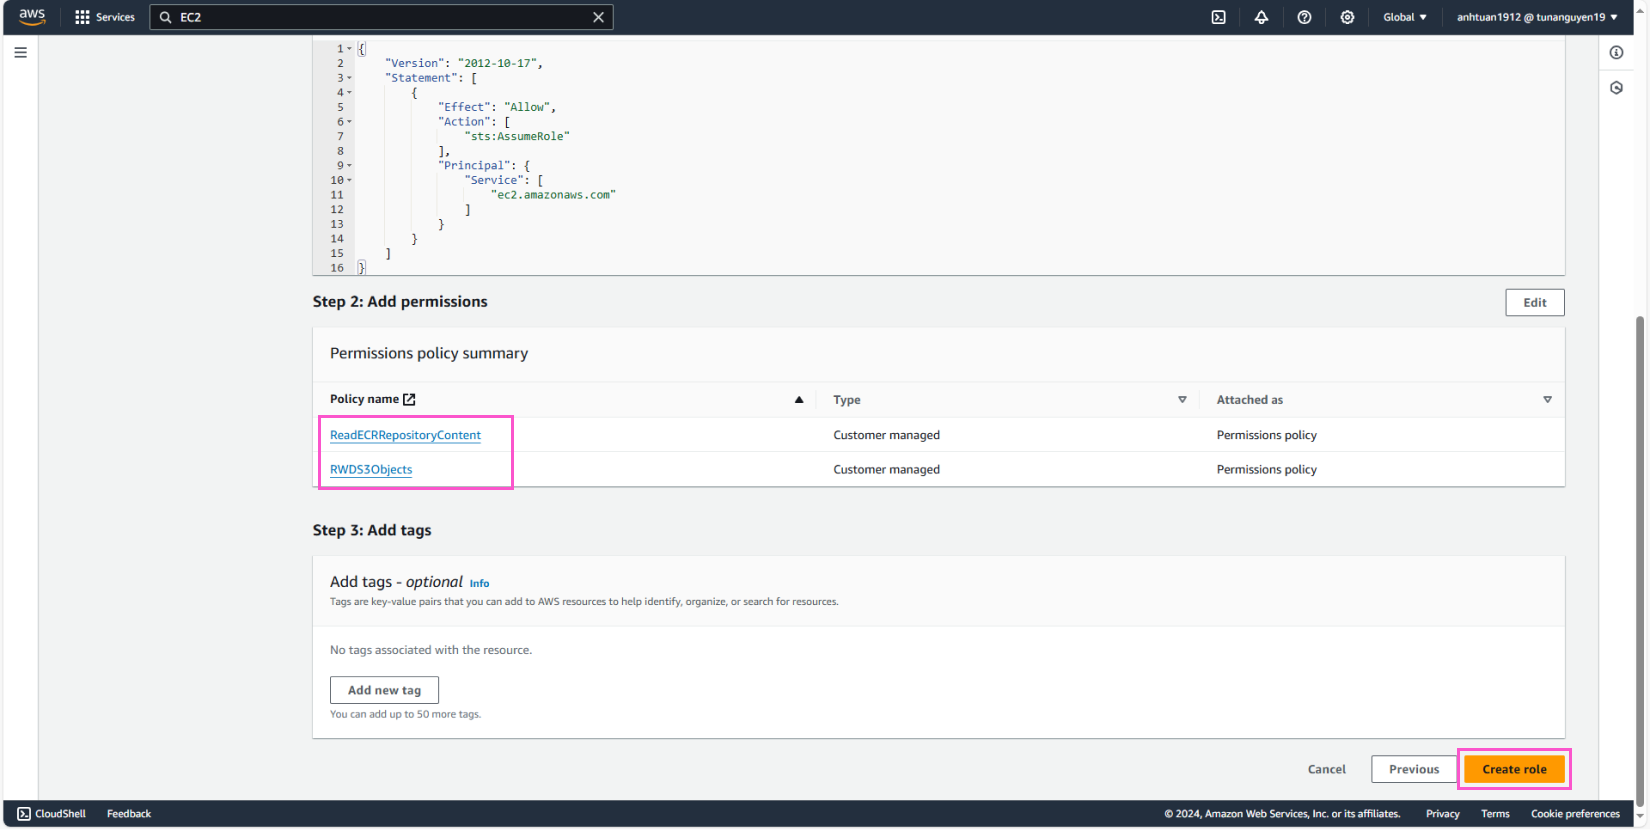 aws Services EC2 Global anhtuan1912 @ tunanguyen19
1 {
2 "Version": "2012-10-17",
3 "Statement": [
4 {
5 "Effect": "Allow",
6 "Action": [
7 "sts:AssumeRole"
8 ],
9 "Principal": {
10 "Service": [
11 "ec2.amazonaws.com"
12 ]
13 }
14 }
15 ]
16 }
Step 2: Add permissions Edit
Permissions policy summary
Policy name Type Attached as
ReadECRRepositoryContent Customer managed Permissions policy
RWDS3Objects Customer managed Permissions policy
Step 3: Add tags
Add tags - optional Info
Tags are key-value pairs that you can add to AWS resources to help identify, organize, or search for resources.
No tags associated with the resource.
Add new tag
You can add up to 50 more tags.
Cancel Previous Create role
CloudShell Feedback © 2024, Amazon Web Services, Inc. or its affiliates. Privacy Terms Cookie preferences